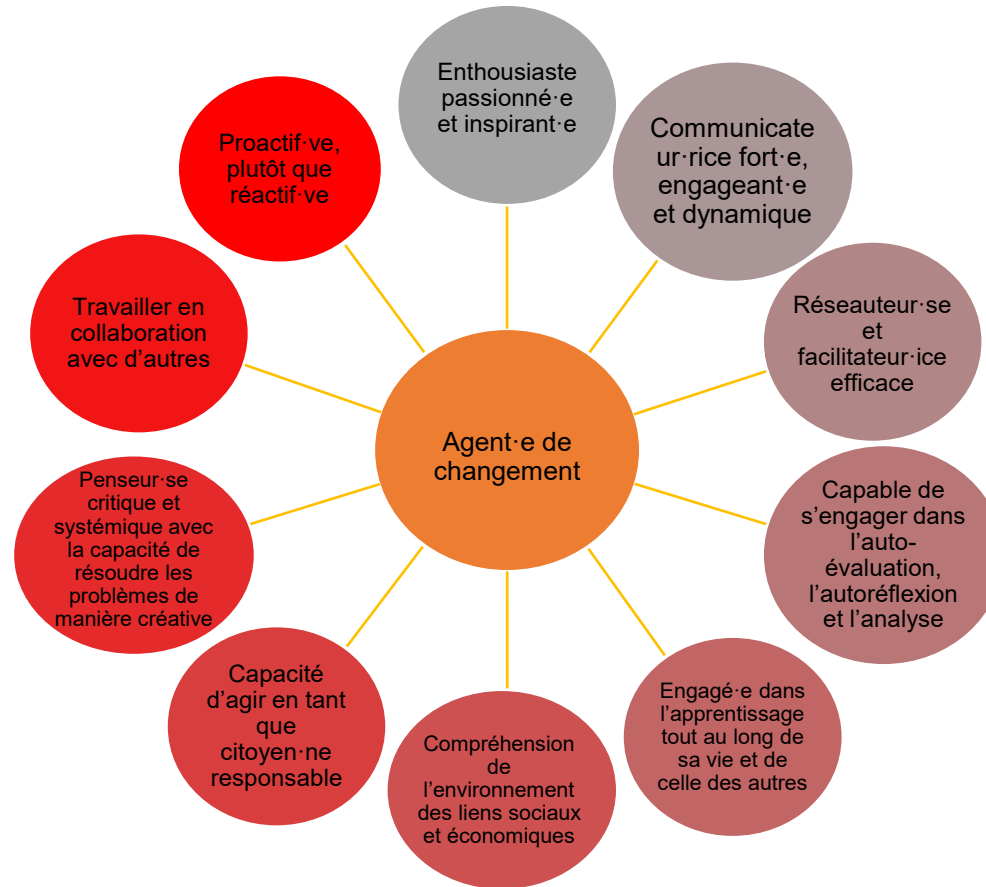 Enthousiaste
passionné·e
et inspirant·e
Communicate
ur·rice fort·e,
engageant·e
et dynamique
Réseauteur·se
et
facilitateur·ice
efficace
Capable de
s’engager dans
l’auto-
évaluation,
l’autoréflexion
et l’analyse
Engagé·e dans
l’apprentissage
tout au long de
sa vie et de
celle des autres
Compréhension
de
l’environnement
des liens sociaux
et économiques
Capacité
d’agir en tant
que
citoyen·ne
responsable
Penseur·se
critique et
systémique avec
la capacité de
résoudre les
problèmes de
manière créative
Travailler en
collaboration
avec d’autres
Proactif·ve,
plutôt que
réactif·ve
Agent·e de
changement